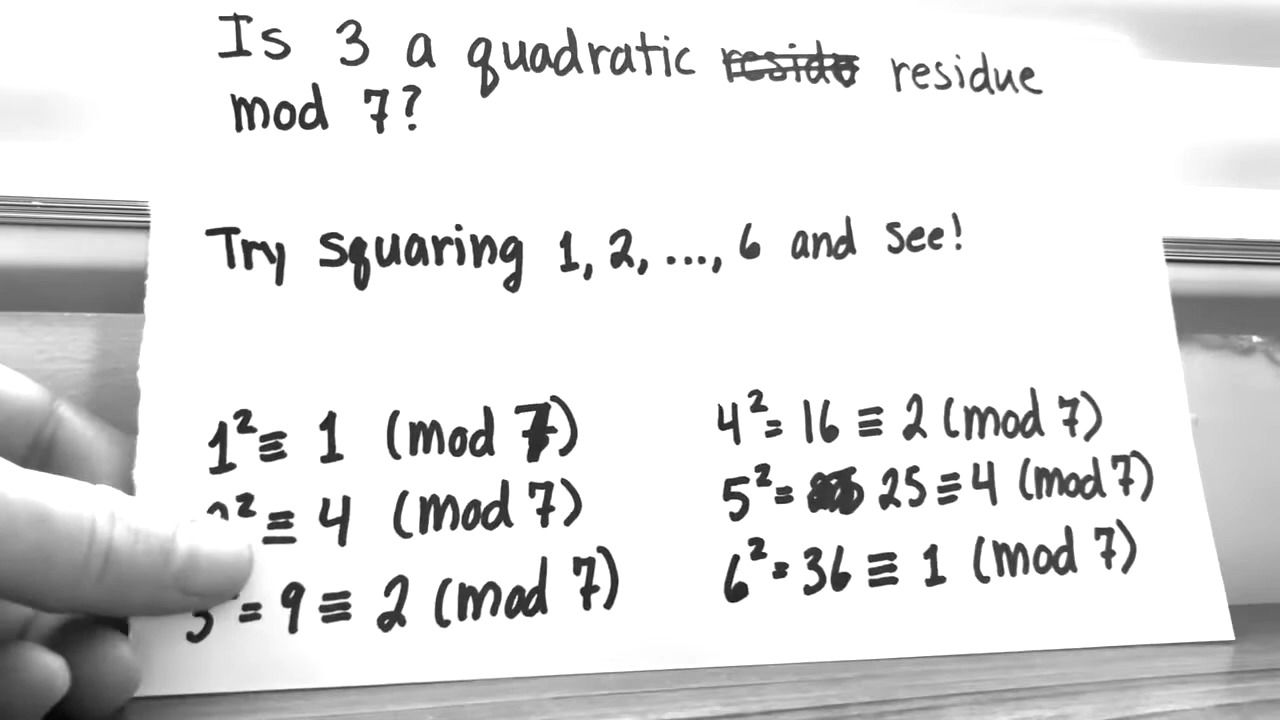 Is 3 a quadratic residue
mod 7?
Try squaring 1, 2, ..., 6 and see!
1² ≡ 1 (mod 7)
² ≡ 4 (mod 7)
= 9 ≡ 2 (mod 7)
4² = 16 ≡ 2 (mod 7)
5² = 25 ≡ 4 (mod 7)
6² = 36 ≡ 1 (mod 7)